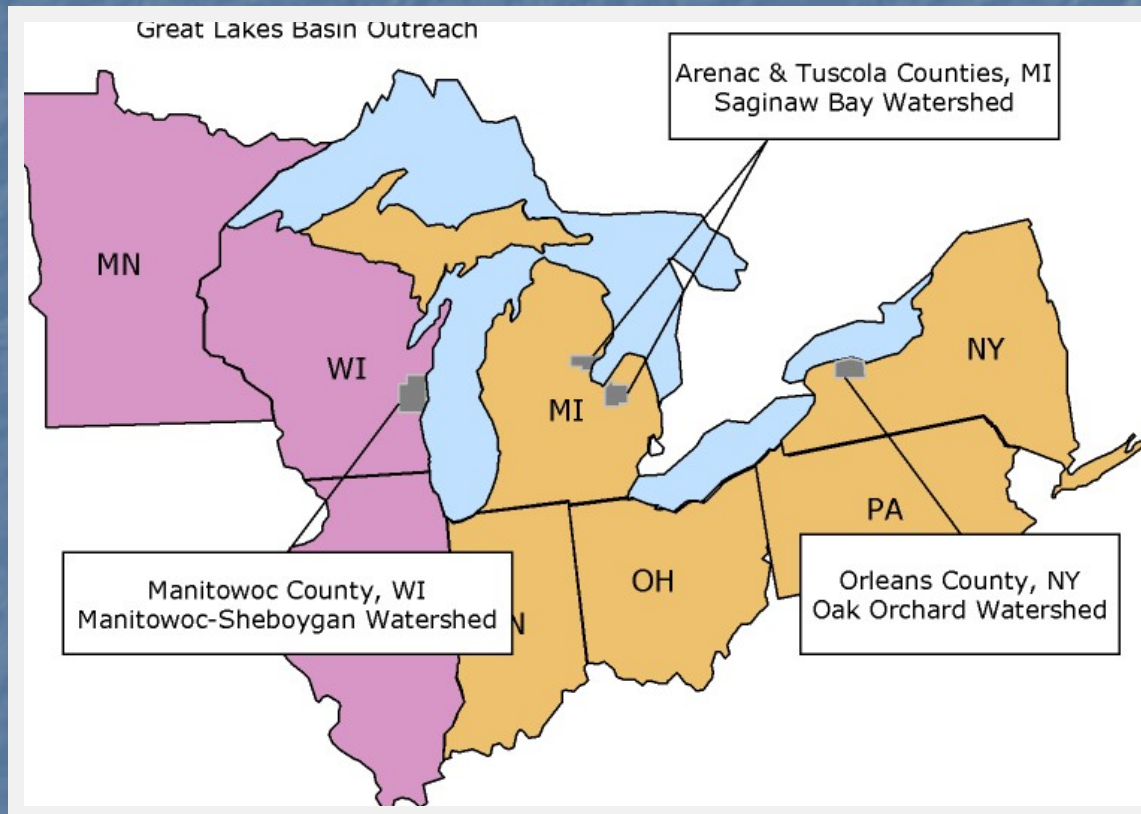 Great Lakes Basin Outreach
Arenac & Tuscola Counties, MI
Saginaw Bay Watershed
MN
WI
MI
NY
PA
OH
N
Manitowoc County, WI
Manitowoc-Sheboygan Watershed
Orleans County, NY
Oak Orchard Watershed